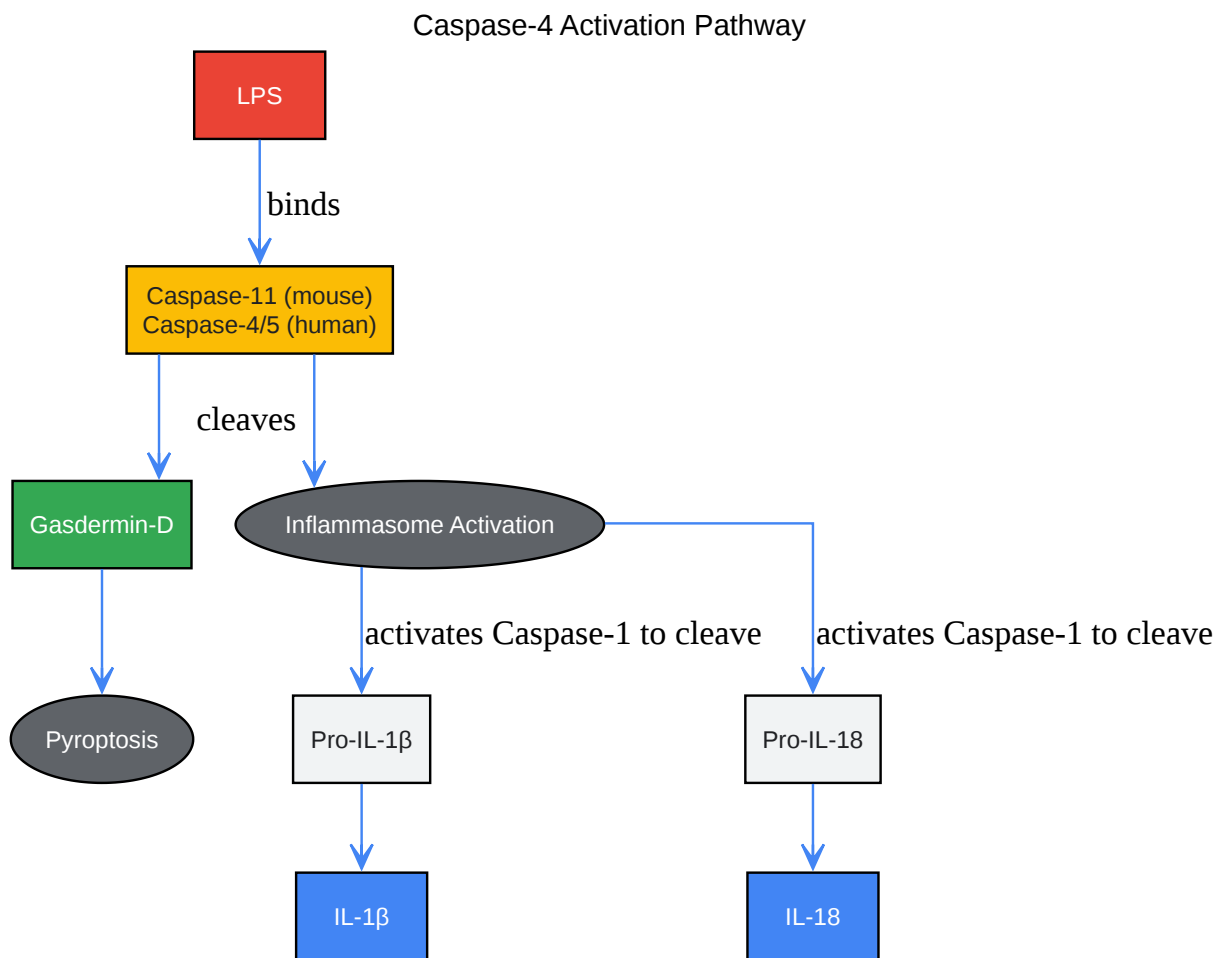 Caspase-4 Activation Pathway
LPS
binds
Caspase-11 (mouse)
Caspase-4/5 (human)
cleaves
Gasdermin-D
Inflammasome Activation
activates Caspase-1 to cleave
activates Caspase-1 to cleave
Pyroptosis
Pro-IL-1β
Pro-IL-18
IL-1β
IL-18